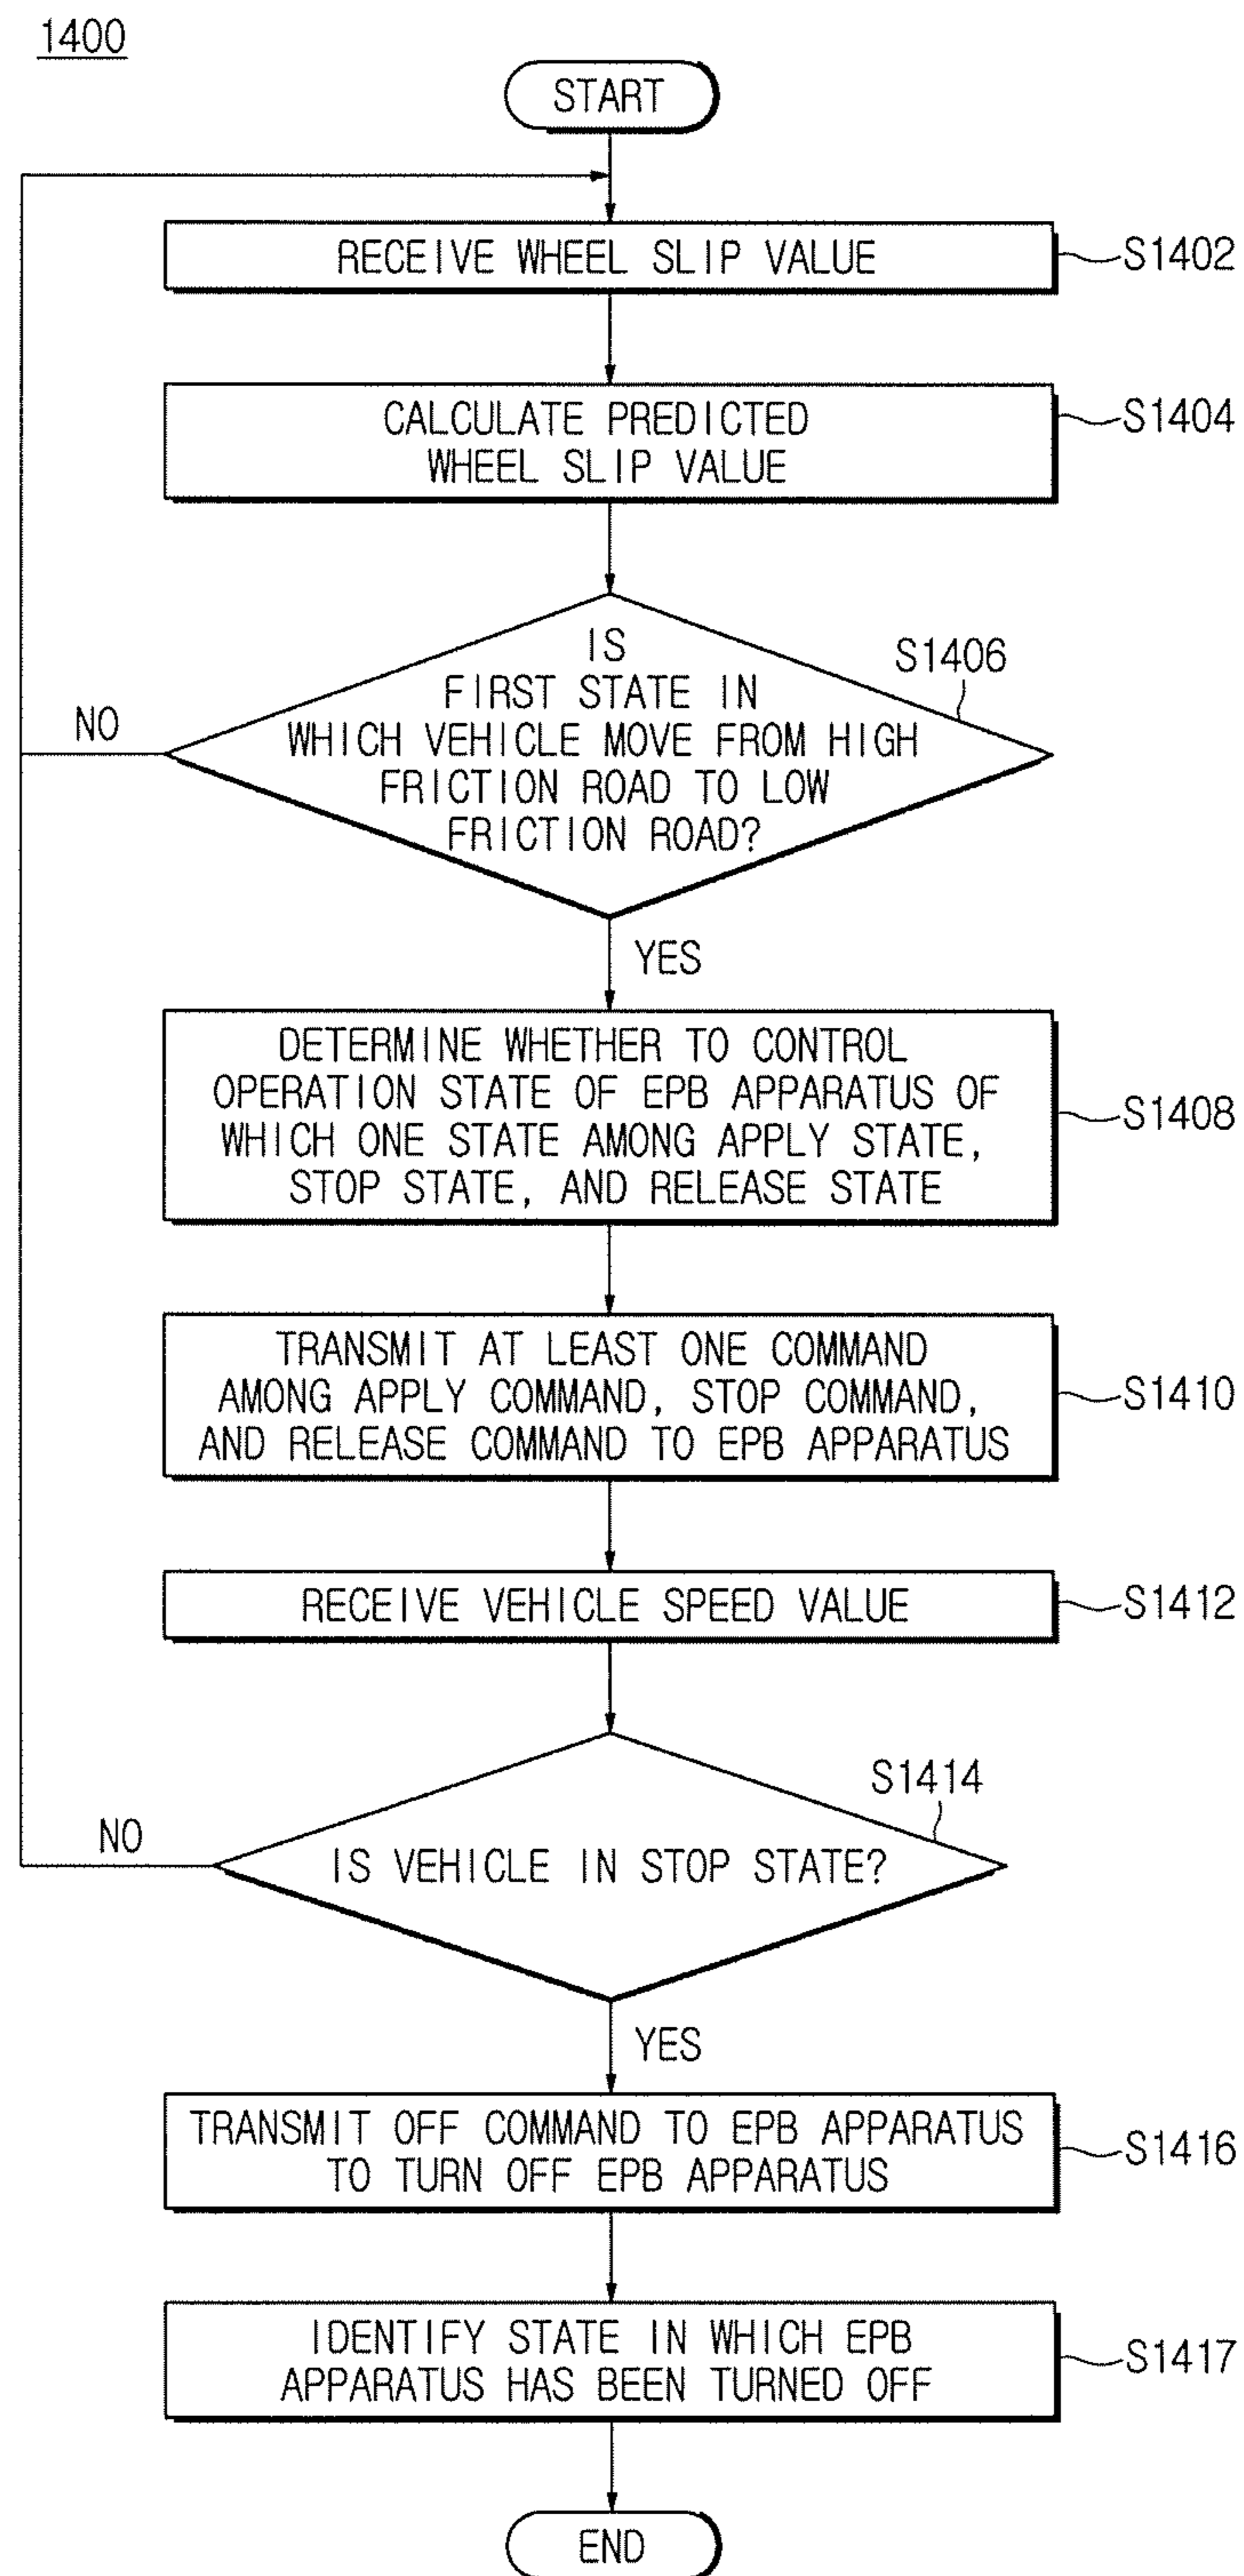 1400
START
RECEIVE WHEEL SLIP VALUE
S1402
CALCULATE PREDICTED
WHEEL SLIP VALUE
S1404
IS
FIRST STATE IN
WHICH VEHICLE MOVE FROM HIGH
FRICTION ROAD TO LOW
FRICTION ROAD?
S1406
NO
YES
DETERMINE WHETHER TO CONTROL
OPERATION STATE OF EPB APPARATUS OF
WHICH ONE STATE AMONG APPLY STATE,
STOP STATE, AND RELEASE STATE
S1408
TRANSMIT AT LEAST ONE COMMAND
AMONG APPLY COMMAND, STOP COMMAND,
AND RELEASE COMMAND TO EPB APPARATUS
S1410
RECEIVE VEHICLE SPEED VALUE
S1412
S1414
NO
IS VEHICLE IN STOP STATE?
YES
TRANSMIT OFF COMMAND TO EPB APPARATUS
TO TURN OFF EPB APPARATUS
S1416
IDENTIFY STATE IN WHICH EPB
APPARATUS HAS BEEN TURNED OFF
S1417
END